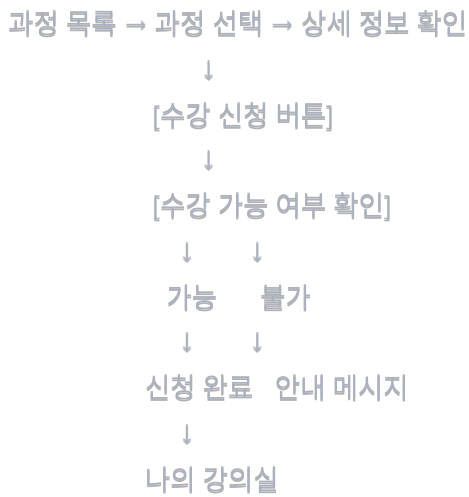 과정 목록 → 과정 선택 → 상세 정보 확인
↓
[수강 신청 버튼]
↓
[수강 가능 여부 확인]
↓ ↓
가능 불가
↓ ↓
신청 완료 안내 메시지
↓
나의 강의실